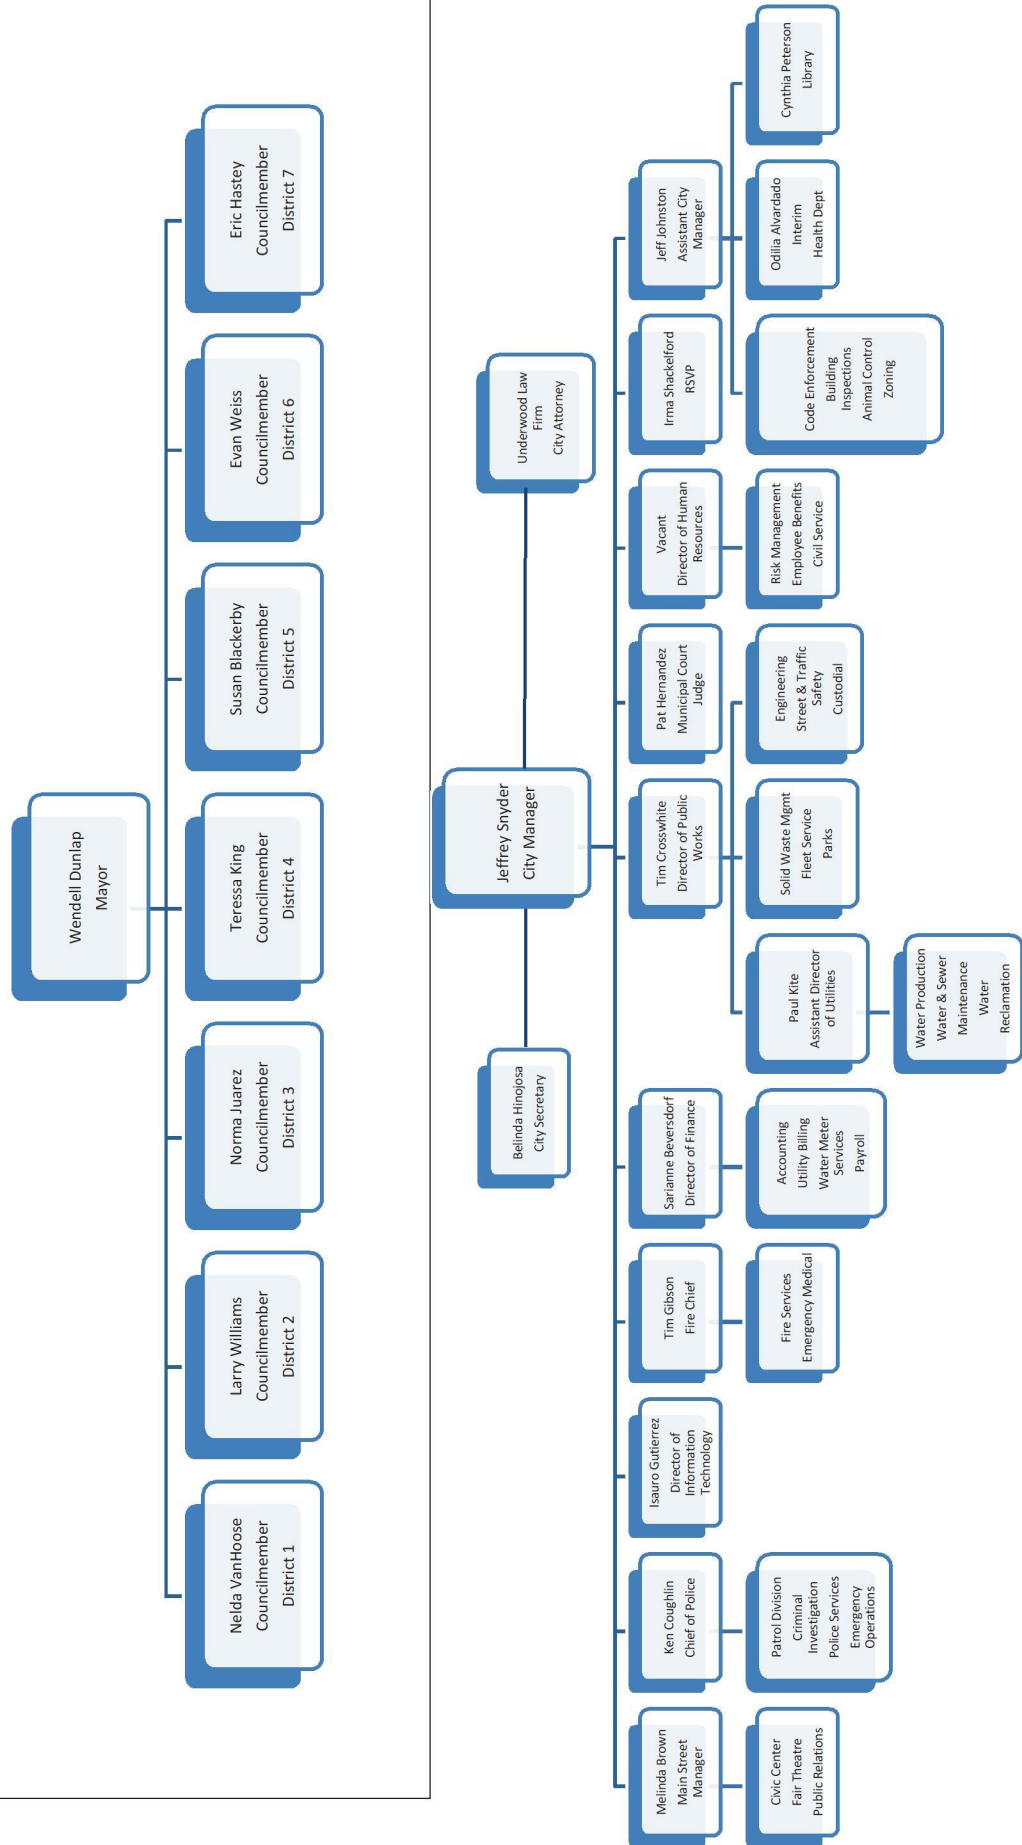 Wendell Dunlap
Mayor
Nelda VanHoose
Councilmember
District 1
Larry Williams
Councilmember
District 2
Norma Juarez
Councilmember
District 3
Teressa King
Councilmember
District 4
Susan Blackerby
Councilmember
District 5
Evan Weiss
Councilmember
District 6
Eric Hastey
Councilmember
District 7
Jeffrey Snyder
City Manager
Belinda Hinojosa
City Secretary
Underwood Law
Firm
City Attorney
Melinda Brown
Main Street
Manager
Civic Center
Fair Theatre
Public Relations
Ken Coughlin
Chief of Police
Patrol Division
Criminal
Investigation
Police Services
Emergency
Operations
Isauro Gutierrez
Director of
Information
Technology
Tim Gibson
Fire Chief
Fire Services
Emergency Medical
Sarianne Beversdorf
Director of Finance
Accounting
Utility Billing
Water Meter
Services
Payroll
Tim Crosswhite
Director of Public
Works
Paul Kite
Assistant Director
of Utilities
Water Production
Water & Sewer
Maintenance
Water
Reclamation
Solid Waste Mgmt
Fleet Service
Parks
Engineering
Street & Traffic
Safety
Custodial
Pat Hernandez
Municipal Court
Judge
Vacant
Director of Human
Resources
Risk Management
Employee Benefits
Civil Service
Irma Shackelford
RSVP
Jeff Johnston
Assistant City
Manager
Code Enforcement
Building
Inspections
Animal Control
Zoning
Odilia Alvardado
Interim
Health Dept
Cynthia Peterson
Library